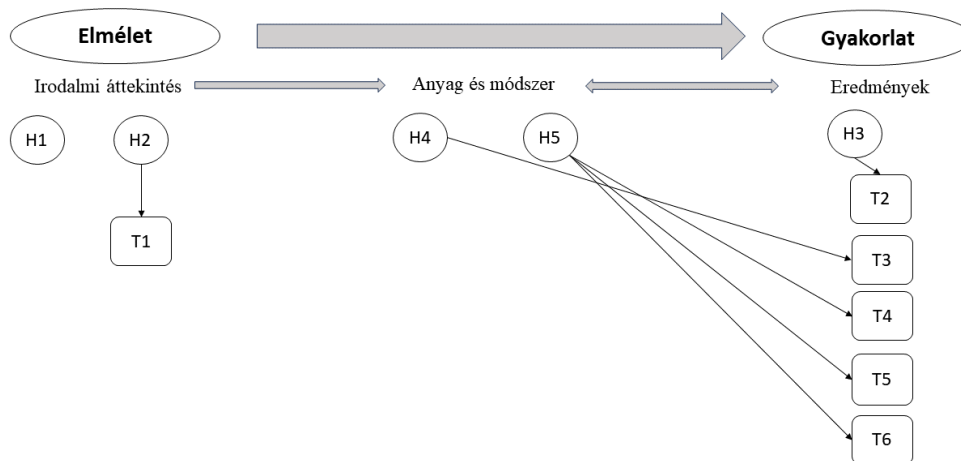 Elmélet
Gyakorlat
Irodalmi áttekintés
Anyag és módszer
Eredmények
H1
H2
H4
H5
H3
T1
T2
T3
T4
T5
T6